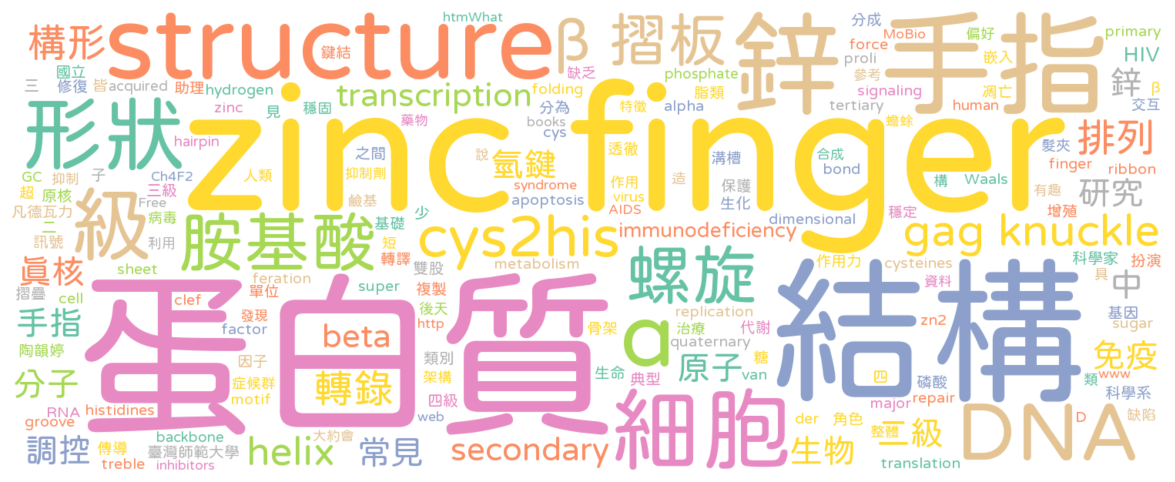 htmWhat 分成 偏好
構形 structure β 摺板 鋅 手指 MoBio primary
鍵結 force 嵌入 HIV
國立 缺乏 proli
三 修復 皆 acquired 助理 hydrogen folding phosphate 參考 鋅 β
形狀 zinc 見 穩固 transcription 分為 脂類 signaling 凋亡 交互
zinc finger
藥物 books 特徵 alpha tertiary human 蟾蜍
hairpin cys 透徹 溝槽 合成 髮夾 排列
GC 抑制 子 Ch4F2 之間 氫鍵 說 bond finger ribbon
超 原核 人類 抑制劑 syndrome 作用 造 保護 構 Waals 研究
凡德瓦力 級 Free 鹼基 apoptosis virus 生化 有趣
病毒 AIDS dimensional 穩定 增殖
二 胺基酸 基礎 少 cys2his immunodeficiency gag knuckle
訊號 利用 短 轉譯
眞核 feration 雙股 metabolism 螺旋 作用力 cysteines 科學家 扮演
sheet super 資料 具 中
摺疊 cell clef 單位 複製 replication 結構 基因
手指 蛋白質 發現 後天 骨架 治療 代謝 zn2 sugar
factor http a quaternary
陶韻婷 beta 類別 原子 糖 免疫
因子 架構 生命 典型 van 四 類 www
分子 症候群 轉錄 磷酸 科學系
RNA histidines motif 四級 細胞 major repair D 缺陷
groove web der 角色 DNA
backbone 大約會 整體
調控 傳導 臺灣師範大學 helix 常見 secondary 生物 二級
treble inhibitors translation
三級